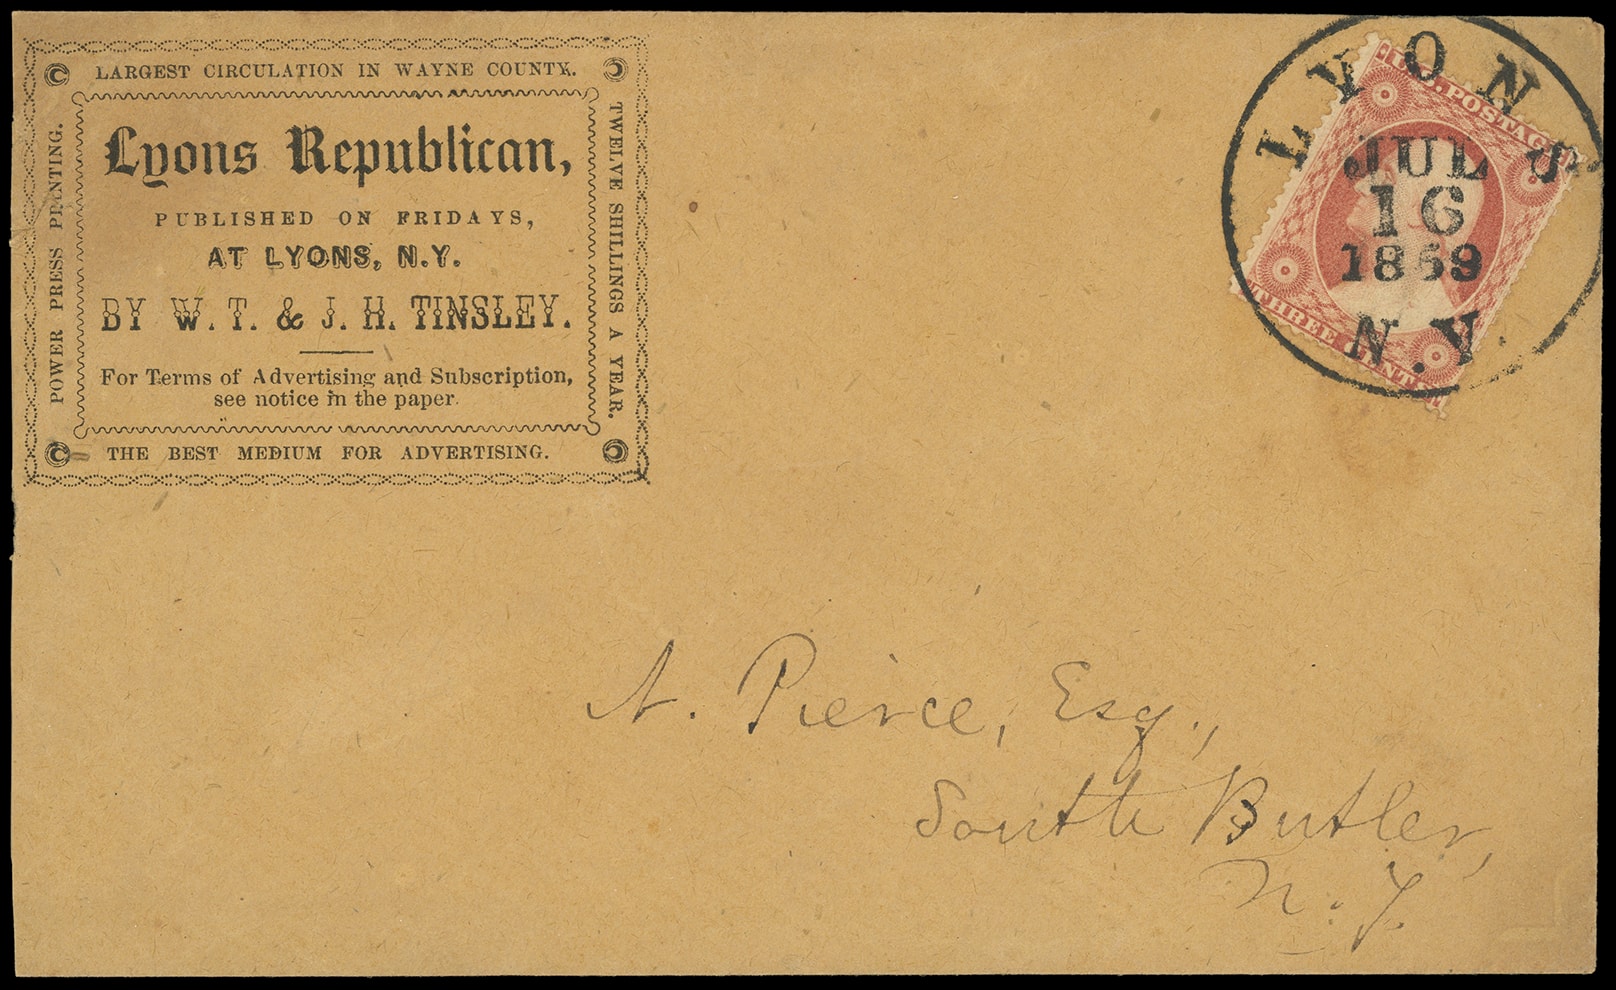 LARGEST CIRCULATION IN WAYNE COUNTY.
POWER PRESS PRINTING.
TWELVE SHILLINGS A YEAR.
Lyons Republican,
PUBLISHED ON FRIDAYS,
AT LYONS, N.Y.
BY W. T. & J. H. TINSLEY.
For Terms of Advertising and Subscription,
see notice in the paper.
THE BEST MEDIUM FOR ADVERTISING.
LYONS
JUL
16
1859
N.Y.
U.S. POSTAGE
THREE CENTS
A. Pierce, Esq.,
South Butler,
N. Y.